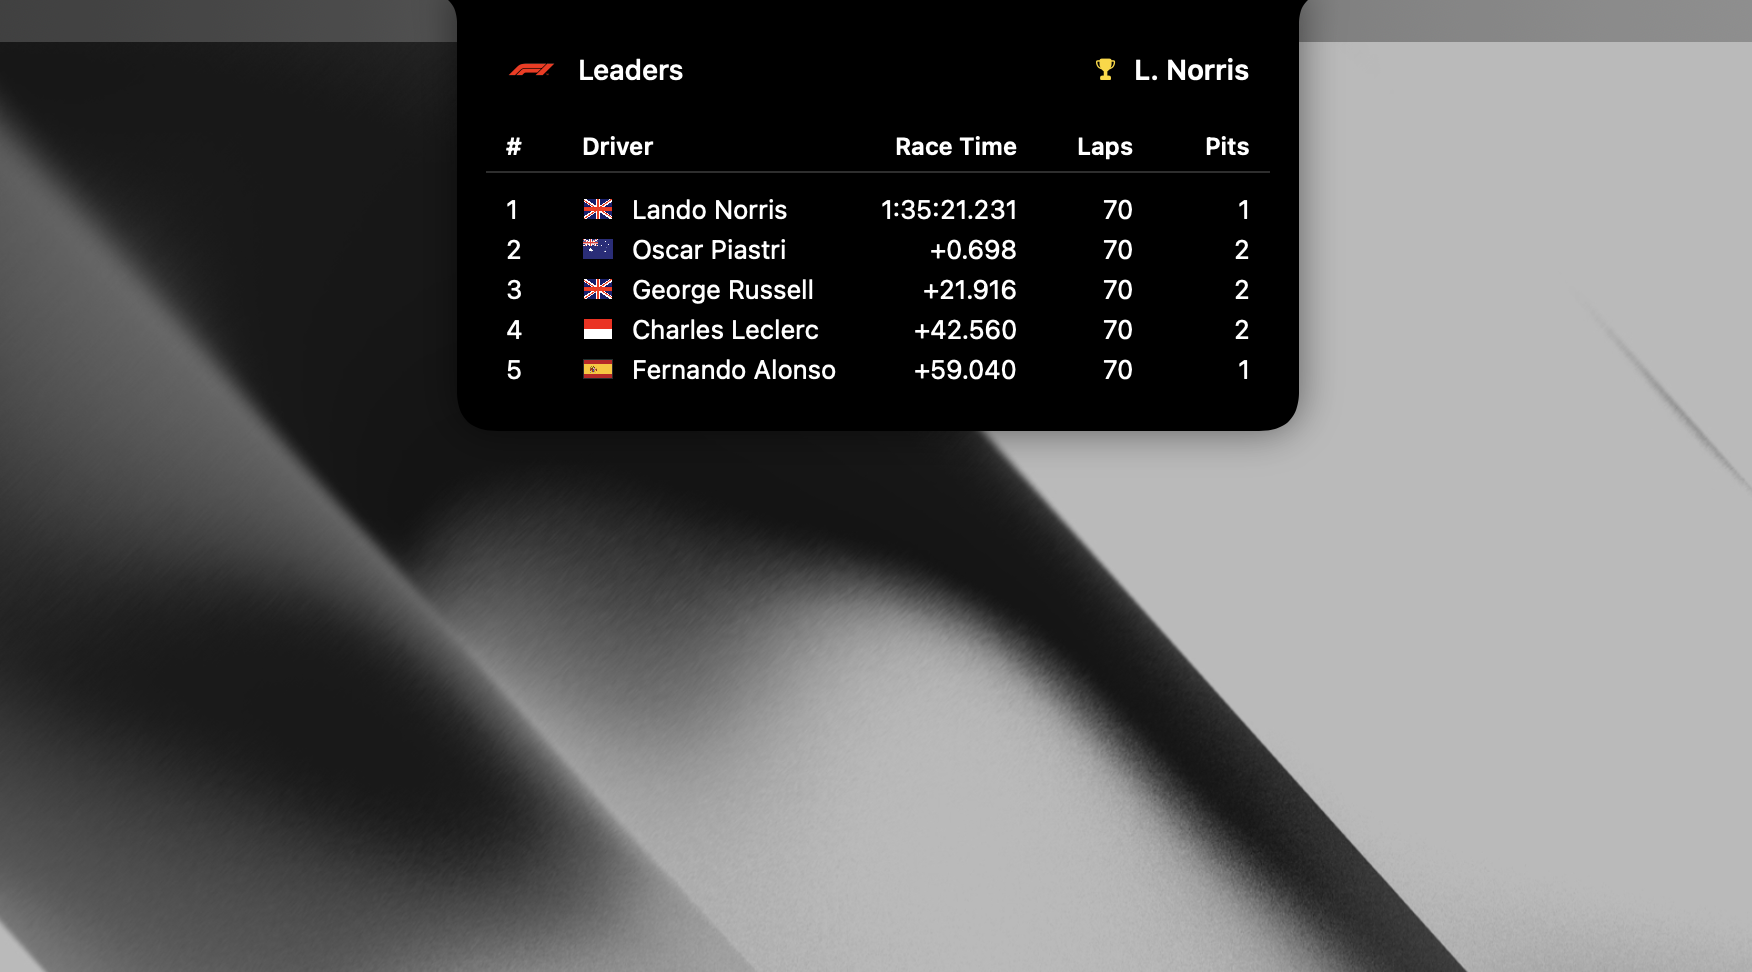 Leaders
L. Norris
# Driver Race Time Laps Pits
1 Lando Norris 1:35:21.231 70 1
2 Oscar Piastri +0.698 70 2
3 George Russell +21.916 70 2
4 Charles Leclerc +42.560 70 2
5 Fernando Alonso +59.040 70 1